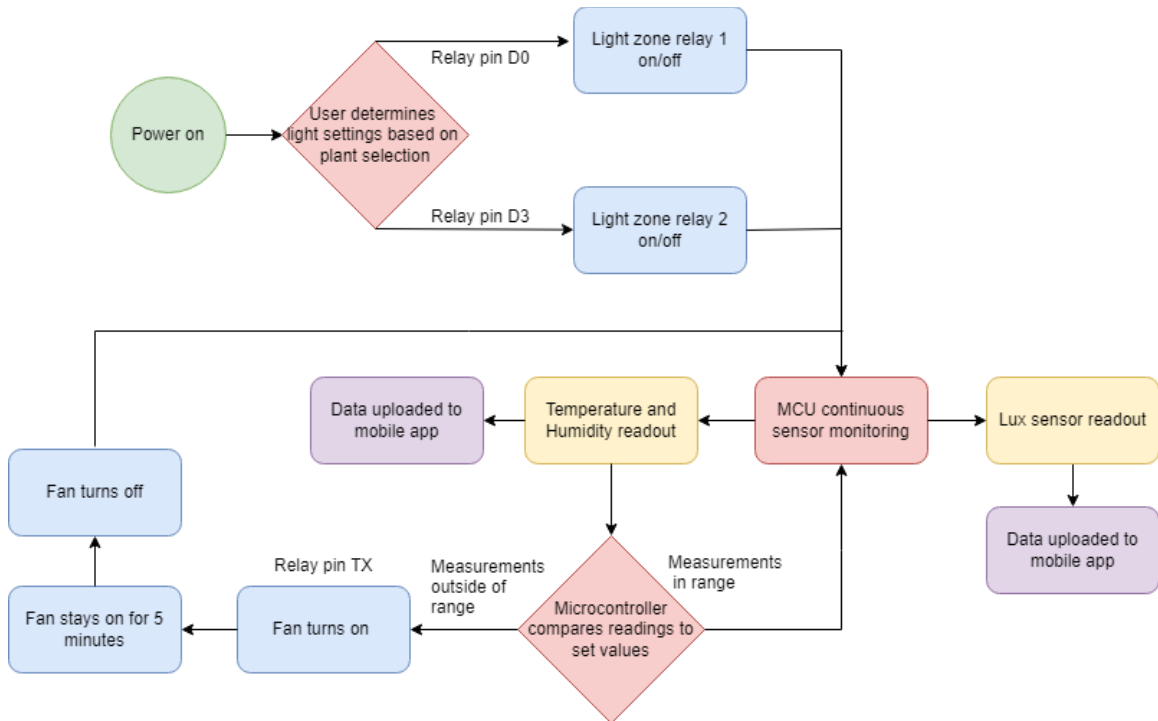 Light zone relay 1
on/off
Relay pin D0
Power on
User determines
light settings based on
plant selection
Relay pin D3
Light zone relay 2
on/off
Data uploaded to
mobile app
Temperature and
Humidity readout
MCU continuous
sensor monitoring
Lux sensor readout
Fan turns off
Data uploaded to
mobile app
Relay pin TX
Measurements
outside of
range
Measurements
in range
Fan stays on for 5
minutes
Fan turns on
Microcontroller
compares readings to
set values